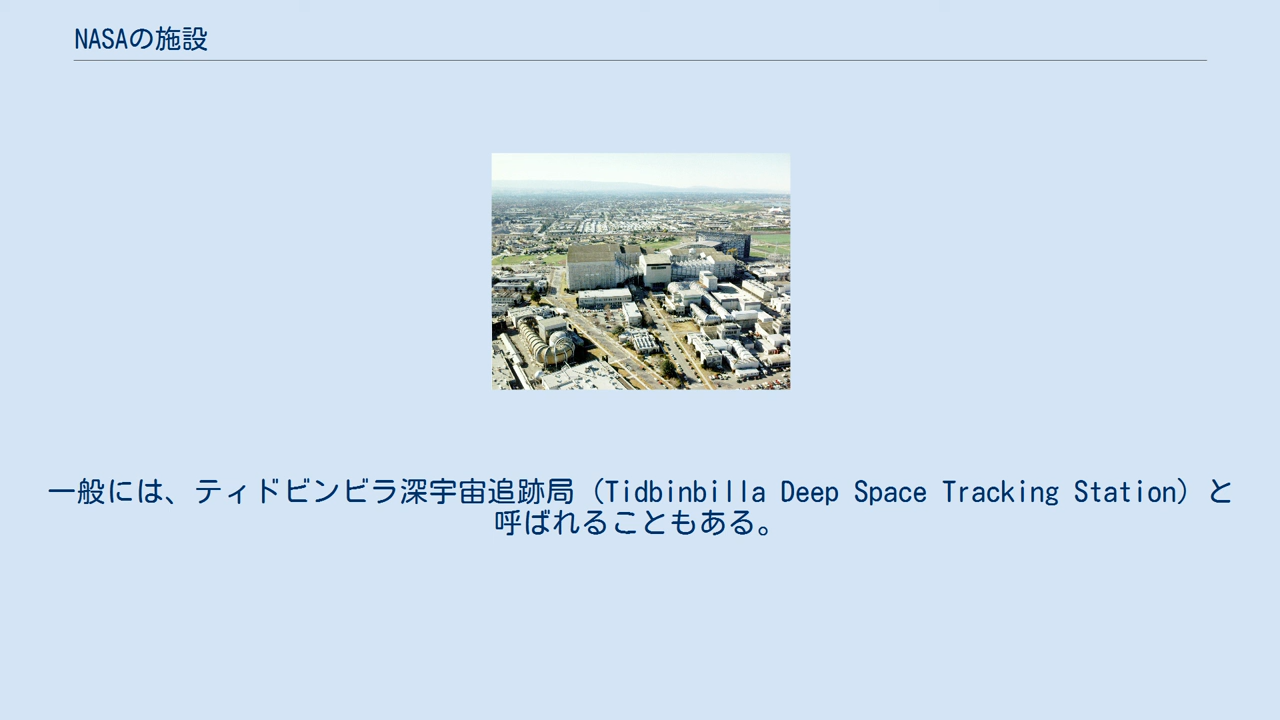 NASAの施設
一般には、ティドビンビラ深宇宙追跡局（Tidbinbilla Deep Space Tracking Station）と
呼ばれることもある。